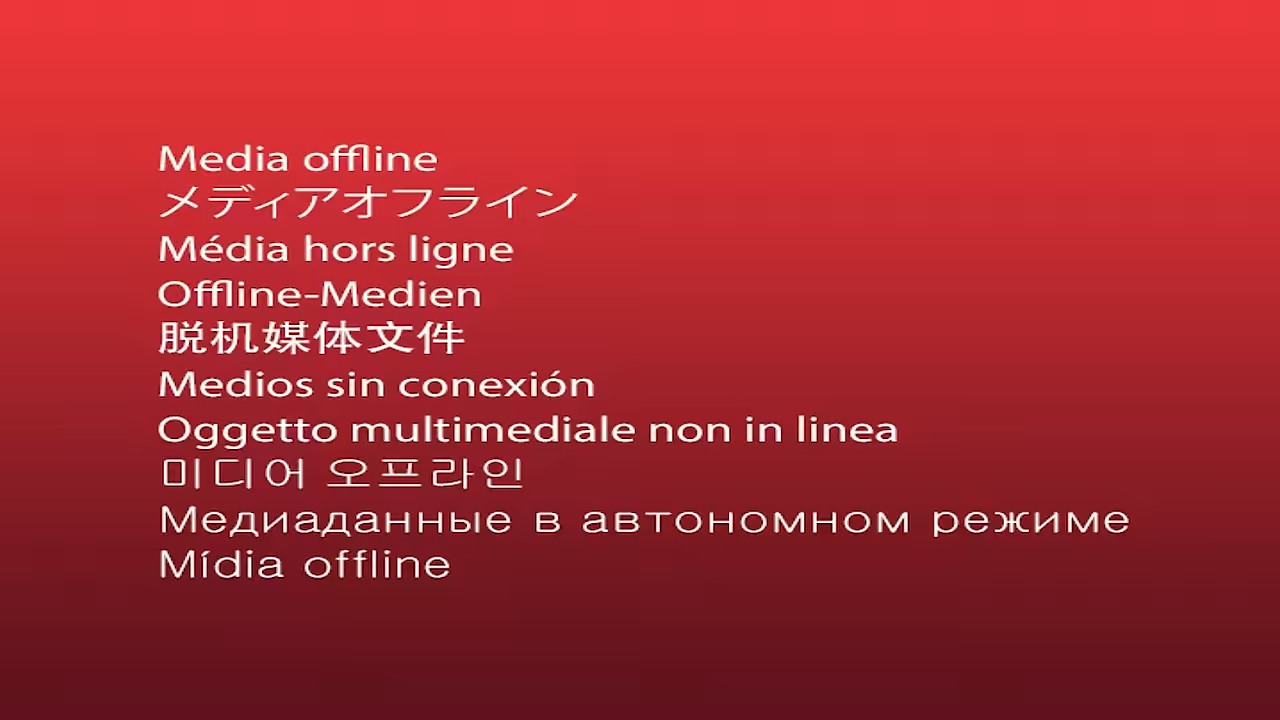 Media offline
メディアオフライン
Média hors ligne
Offline-Medien
脱机媒体文件
Medios sin conexión
Oggetto multimediale non in linea
미디어 오프라인
Медиаданные в автономном режиме
Mídia offline